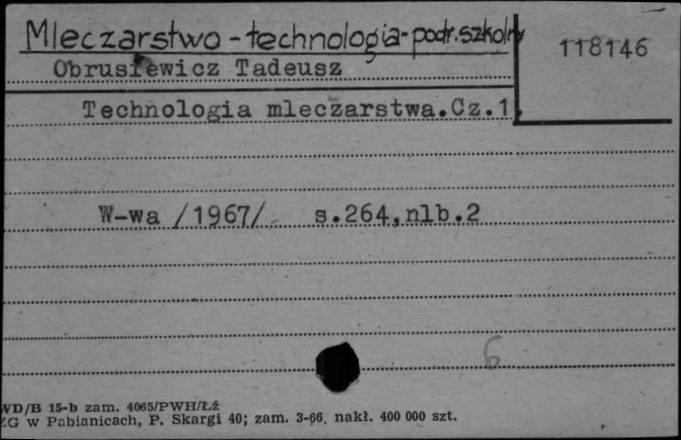 Mleczarstwo - technologia - podr. szkolny
118146
Obrusiewicz Tadeusz
Technologia mleczarstwa.Cz.1.
W-wa /1967/ s.264,nlb.2
6
WD/B 15-b zam. 4065/PWH/Łź
ZG w Pabianicach, P. Skargi 40; zam. 3-66. nakł. 400 000 szt.